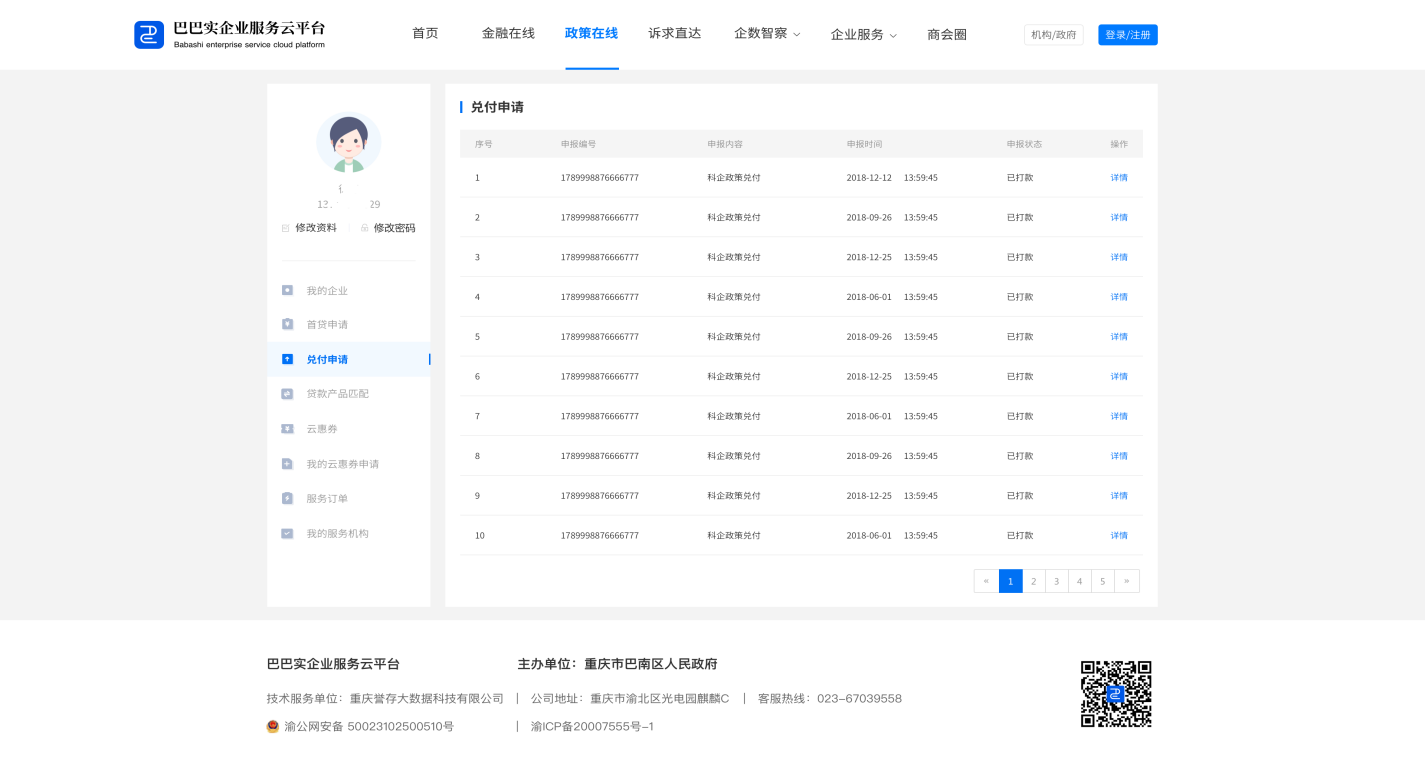 巴巴实企业服务云平台
Babashi enterprise service cloud platform
首页 金融在线 政策在线 诉求直达 企数智察 企业服务 商会圈 机构/政府 登录/注册
修改资料 修改密码
我的企业
首贷申请
兑付申请
贷款产品匹配
云惠券
我的云惠券申请
服务订单
我的服务机构
兑付申请
序号 申报编号 申报内容 申报时间 申报状态 操作
1 1789998876666777 科企政策兑付 2018-12-12 13:59:45 已打款 详情
2 1789998876666777 科企政策兑付 2018-09-26 13:59:45 已打款 详情
3 1789998876666777 科企政策兑付 2018-12-25 13:59:45 已打款 详情
4 1789998876666777 科企政策兑付 2018-06-01 13:59:45 已打款 详情
5 1789998876666777 科企政策兑付 2018-09-26 13:59:45 已打款 详情
6 1789998876666777 科企政策兑付 2018-12-25 13:59:45 已打款 详情
7 1789998876666777 科企政策兑付 2018-06-01 13:59:45 已打款 详情
8 1789998876666777 科企政策兑付 2018-09-26 13:59:45 已打款 详情
9 1789998876666777 科企政策兑付 2018-12-25 13:59:45 已打款 详情
10 1789998876666777 科企政策兑付 2018-06-01 13:59:45 已打款 详情
« 1 2 3 4 5 »
巴巴实企业服务云平台 主办单位：重庆市巴南区人民政府
技术服务单位：重庆誉存大数据科技有限公司 | 公司地址：重庆市渝北区光电园麒麟C | 客服热线：023-67039558
渝公网安备 50023102500510号 | 渝ICP备20007555号-1